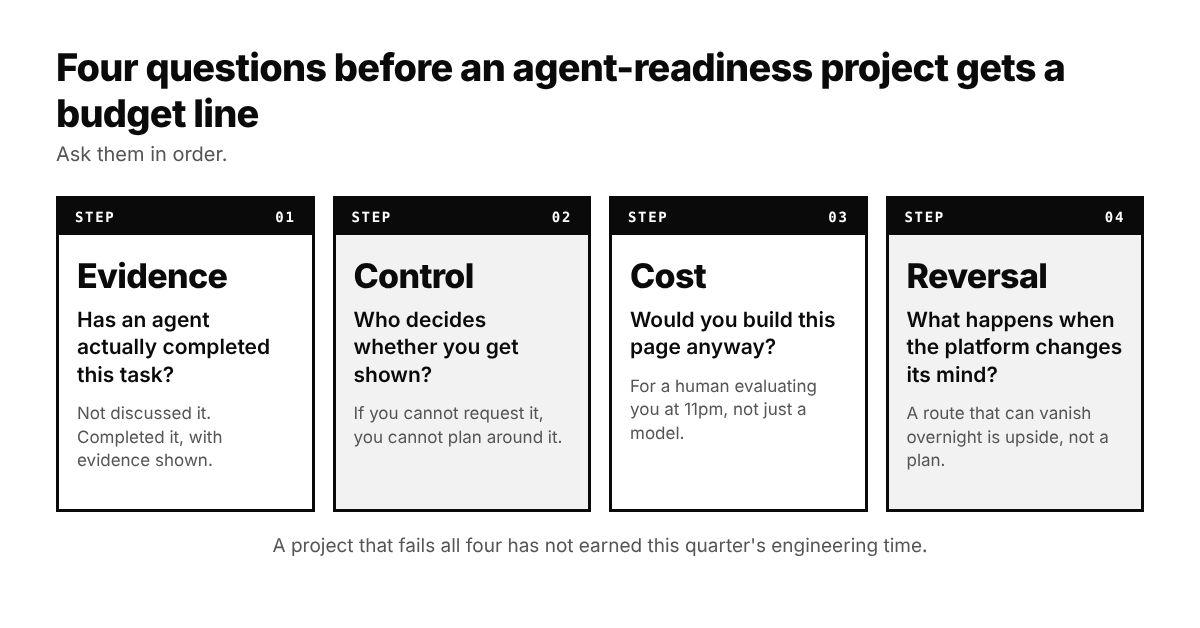 Four questions before an agent-readiness project gets a
budget line
Ask them in order.
STEP 01
Evidence
Has an agent
actually completed
this task?
Not discussed it.
Completed it, with
evidence shown.
STEP 02
Control
Who decides
whether you get
shown?
If you cannot request it,
you cannot plan around it.
STEP 03
Cost
Would you build this
page anyway?
For a human evaluating
you at 11pm, not just a
model.
STEP 04
Reversal
What happens when
the platform changes
its mind?
A route that can vanish
overnight is upside, not a
plan.
A project that fails all four has not earned this quarter's engineering time.